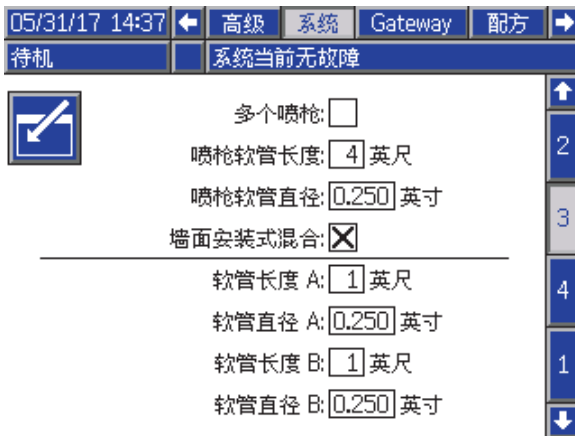 05/31/17 14:37 高级 系统 Gateway 配方
待机 系统当前无故障
多个喷枪:
喷枪软管长度: 4 英尺
喷枪软管直径: 0.250 英寸
墙面安装式混合:
软管长度 A: 1 英尺
软管直径 A: 0.250 英寸
软管长度 B: 1 英尺
软管直径 B: 0.250 英寸
2
3
4
1